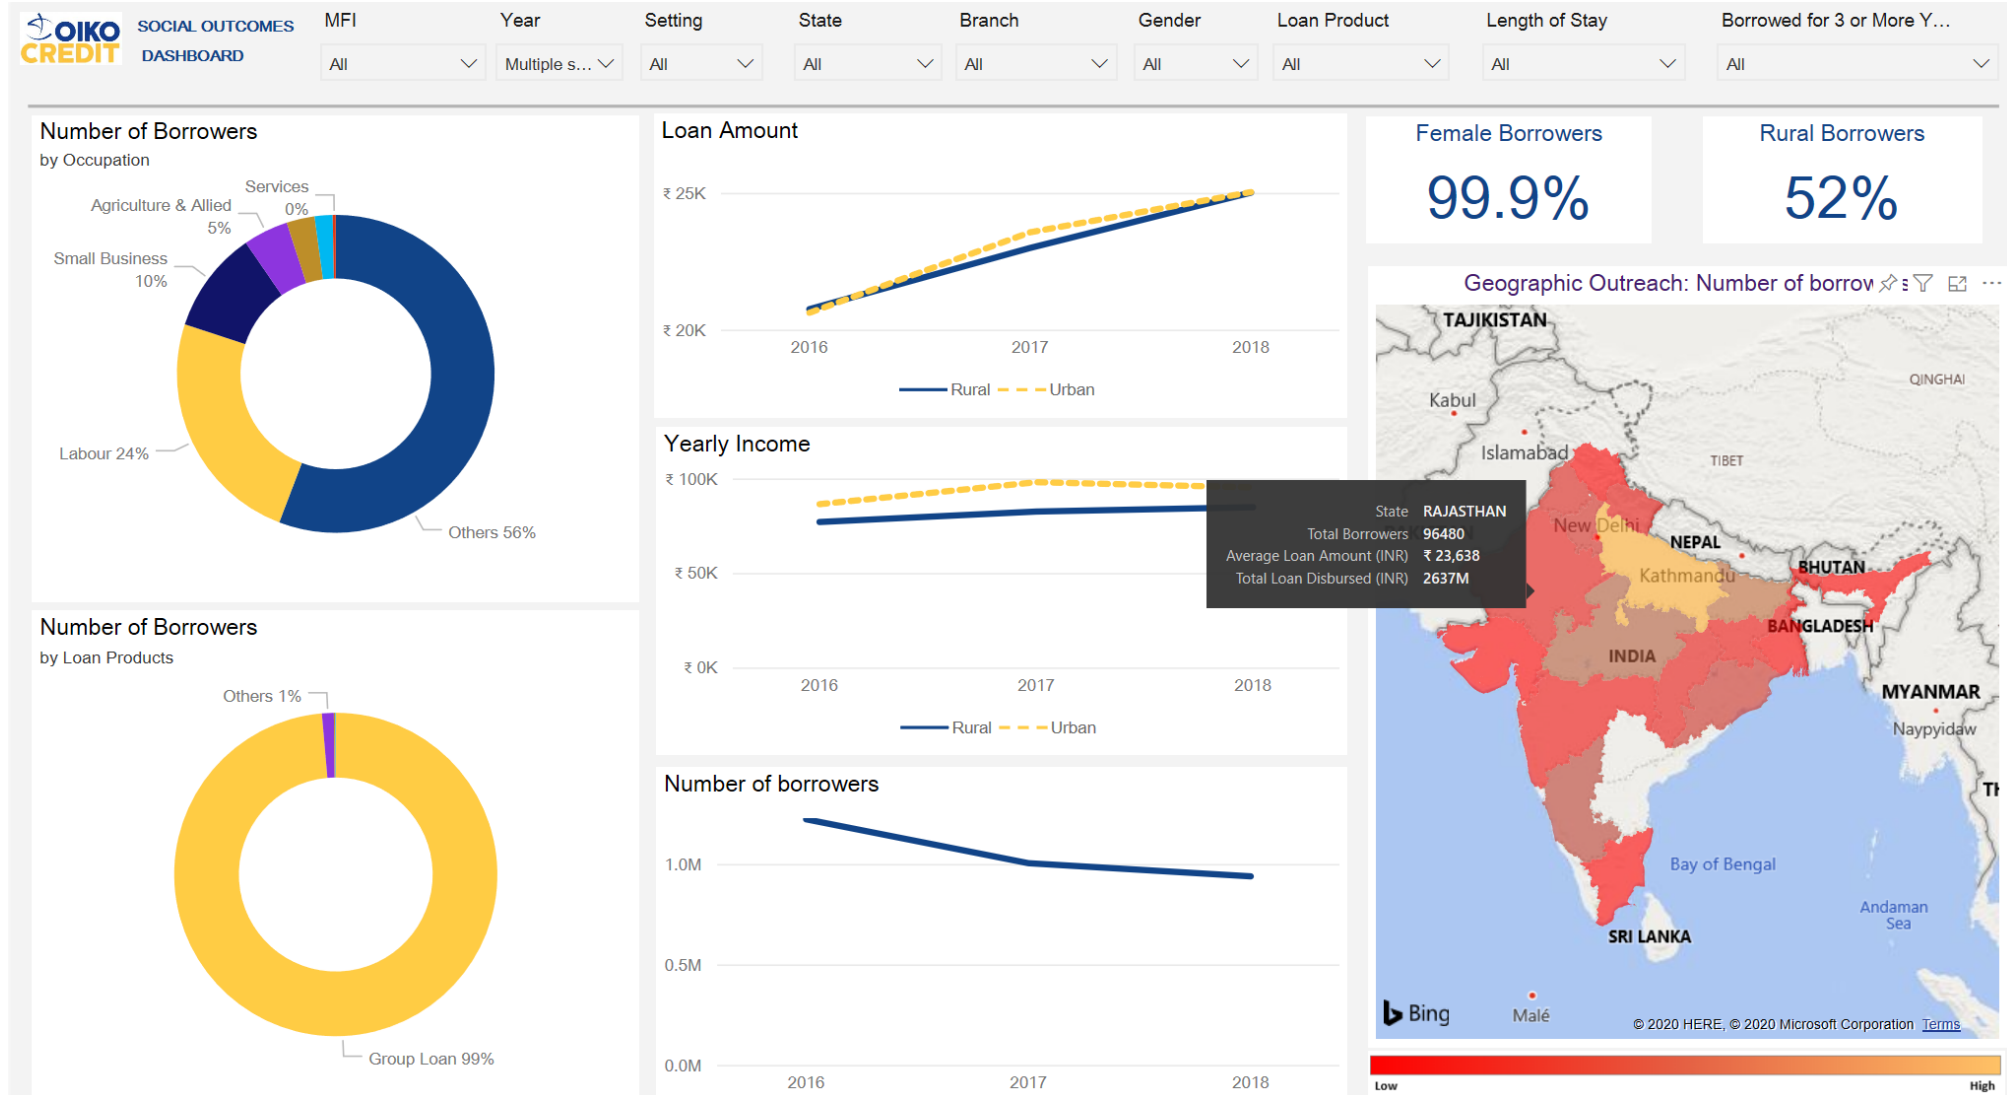 OIKO
CREDIT
SOCIAL OUTCOMES
DASHBOARD
MFI
All
Year
Multiple s...
Setting
All
State
All
Branch
All
Gender
All
Loan Product
All
Length of Stay
All
Borrowed for 3 or More Y...
All
Number of Borrowers
by Occupation
Services
0%
Agriculture & Allied
5%
Small Business
10%
Labour 24%
Others 56%
Number of Borrowers
by Loan Products
Others 1%
Group Loan 99%
Loan Amount
₹ 25K
₹ 20K
2016 2017 2018
Rural Urban
Yearly Income
₹ 100K
₹ 50K
₹ 0K
2016 2017 2018
Rural Urban
Number of borrowers
1.0M
0.5M
0.0M
2016 2017 2018
Female Borrowers
99.9%
Rural Borrowers
52%
Geographic Outreach: Number of borrow
TAJIKISTAN
QINGHAI
Kabul
Islamabad
TIBET
State RAJASTHAN
Total Borrowers 96480
Average Loan Amount (INR) ₹ 23,638
Total Loan Disbursed (INR) 2637M
New Delhi
NEPAL
Kathmandu
BHUTAN
BANGLADESH
INDIA
MYANMAR
Naypyidaw
TH
Bay of Bengal
Andaman
Sea
SRI LANKA
Malé
Bing
© 2020 HERE, © 2020 Microsoft Corporation Terms
Low High